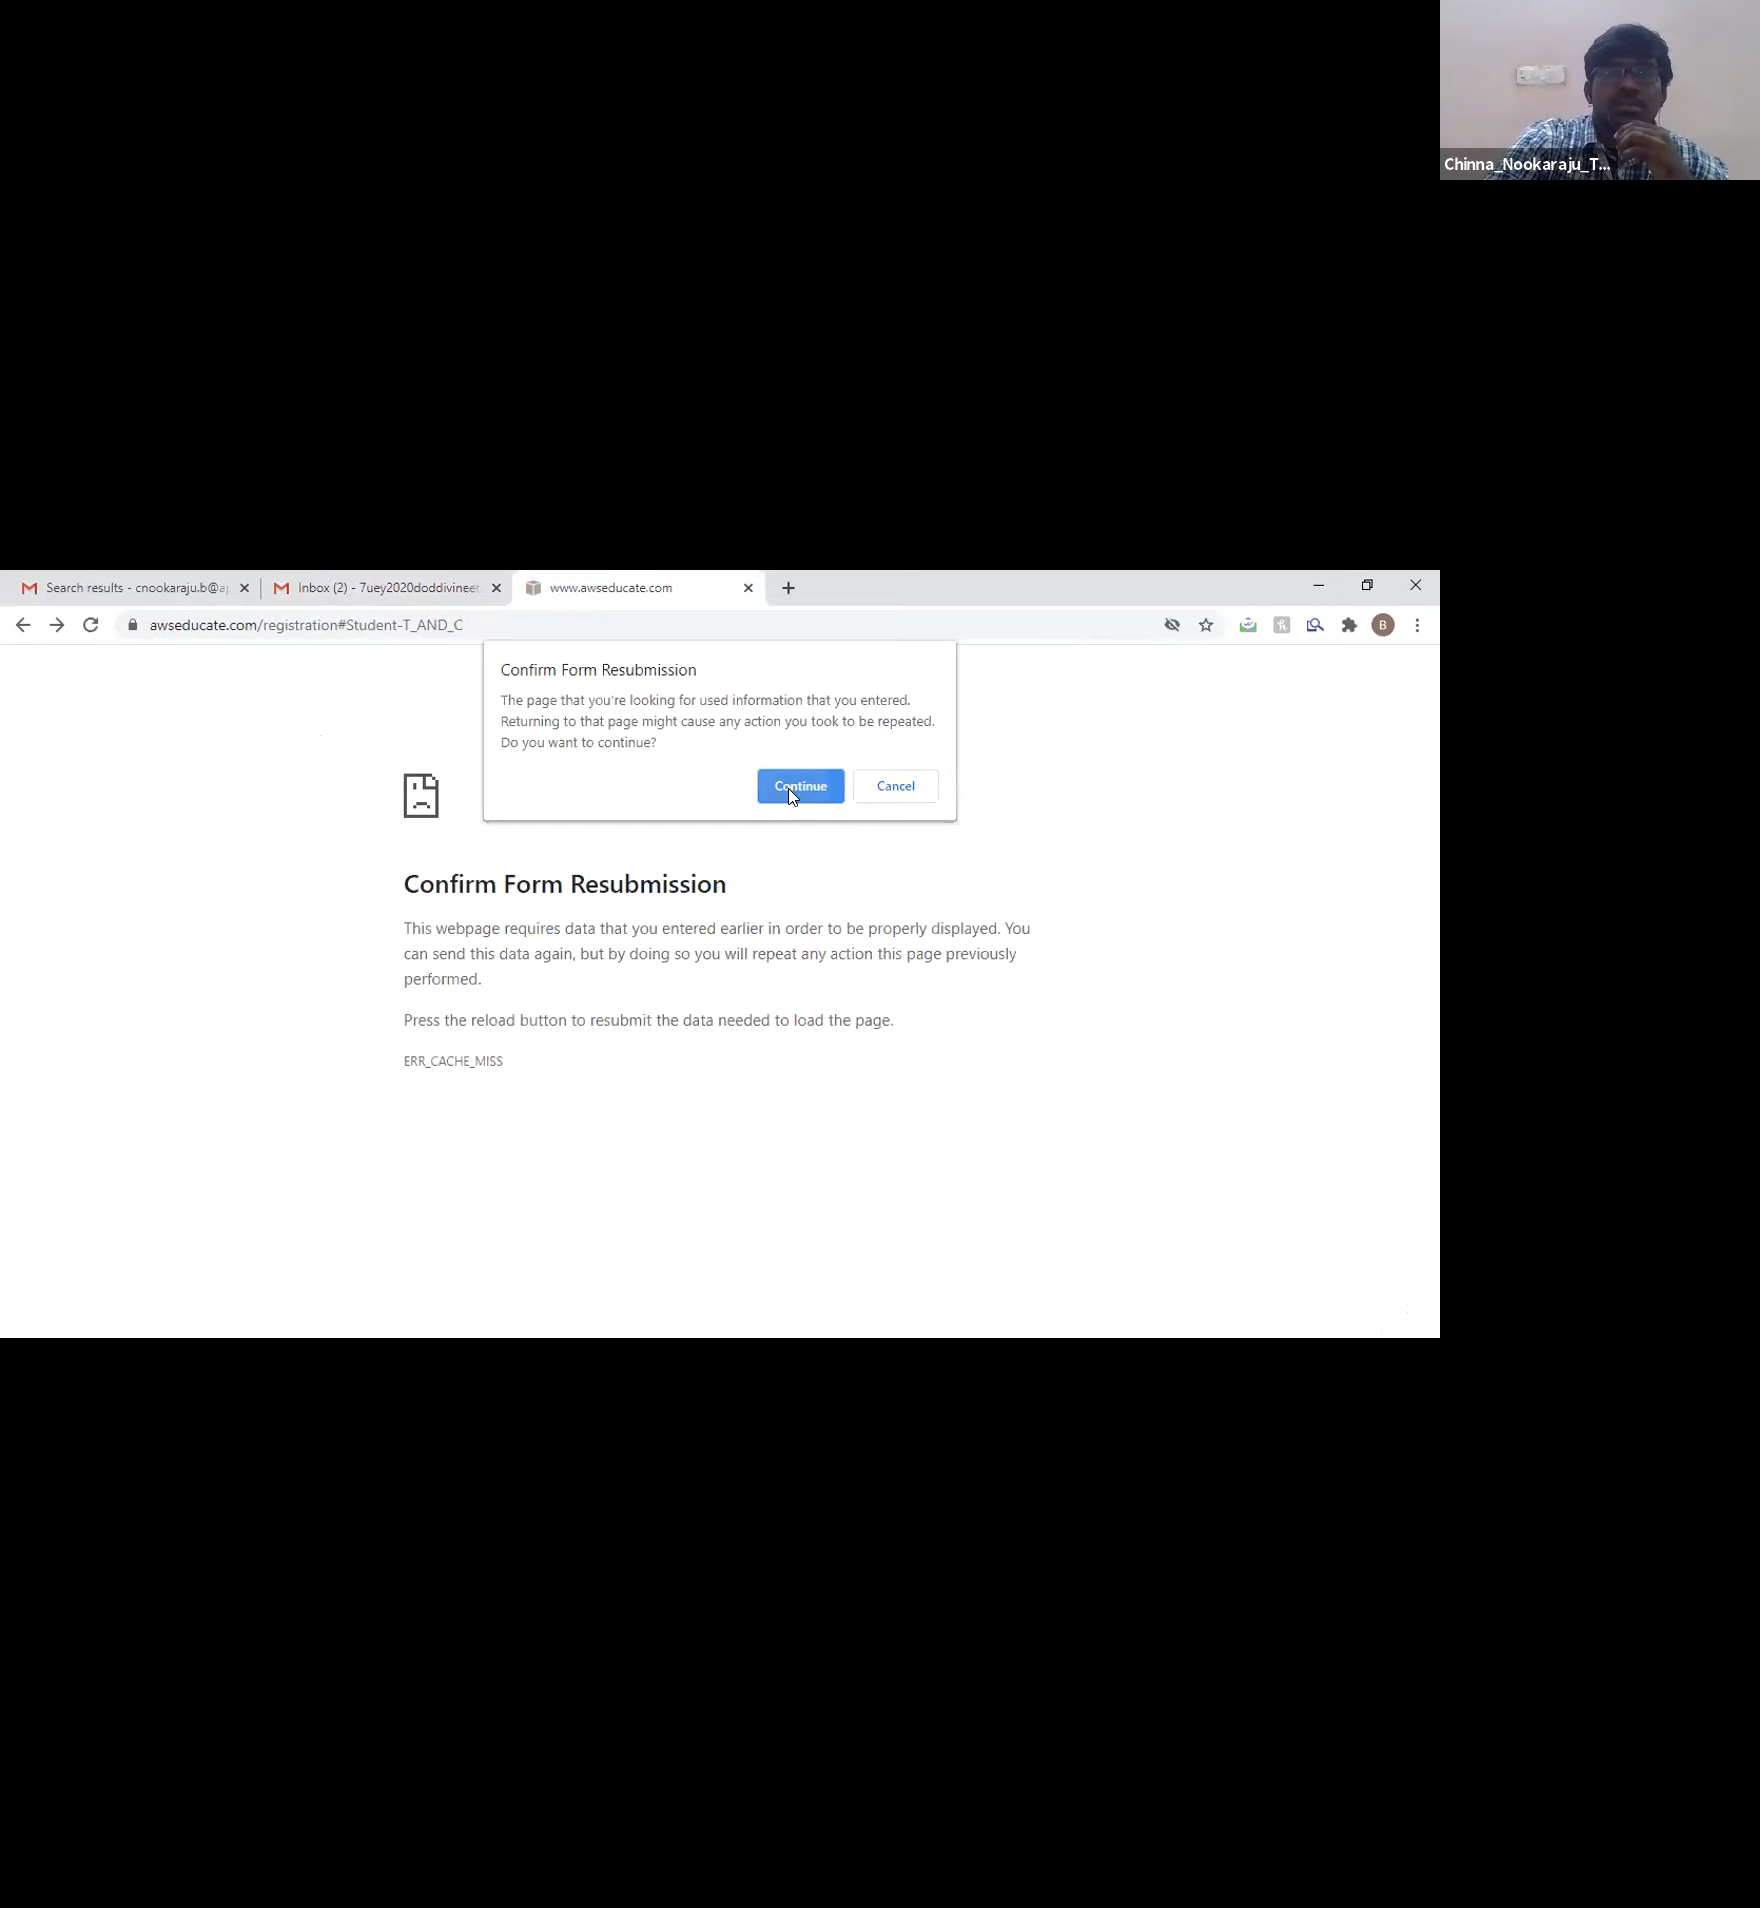 Chinna_Nookaraju_T...
Search results - cnookaraju.b@ap
Inbox (2) - 7uey2020doddivineet
www.awseducate.com
awseducate.com/registration#Student-T_AND_C
B
Confirm Form Resubmission
The page that you're looking for used information that you entered.
Returning to that page might cause any action you took to be repeated.
Do you want to continue?
Continue
Cancel
Confirm Form Resubmission
This webpage requires data that you entered earlier in order to be properly displayed. You
can send this data again, but by doing so you will repeat any action this page previously
performed.
Press the reload button to resubmit the data needed to load the page.
ERR_CACHE_MISS